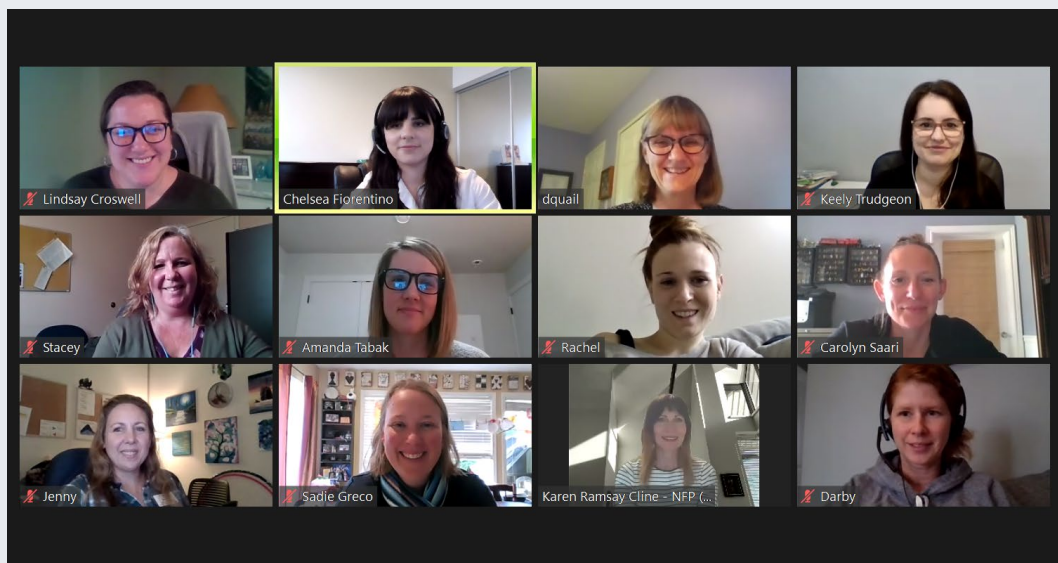 Lindsay Croswell
Chelsea Fiorentino
dquail
Keely Trudgeon
Stacey
Amanda Tabak
Rachel
Carolyn Saari
Jenny
Sadie Greco
Karen Ramsay Cline - NFP (...
Darby